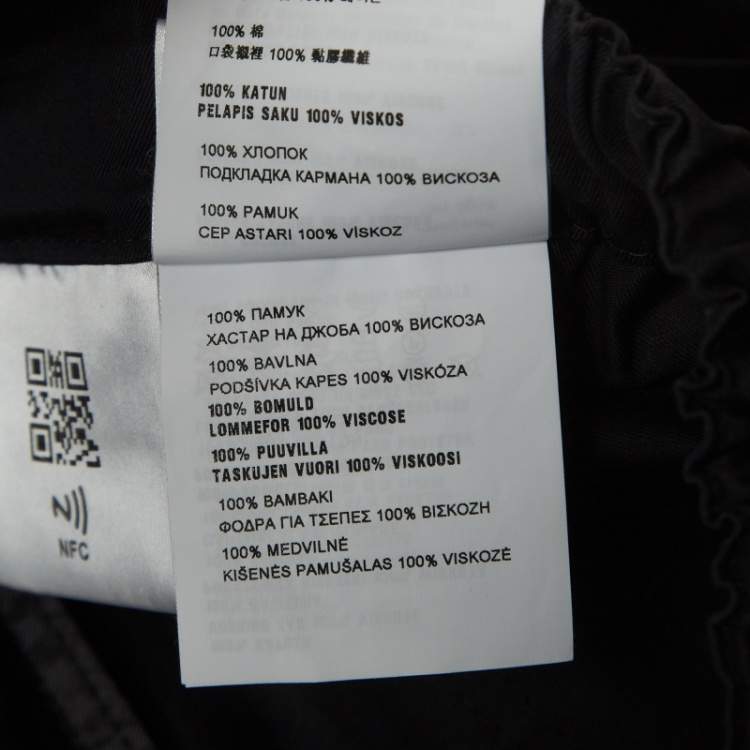 100% 棉
口袋襯裡 100% 黏膠纖維
100% KATUN
PELAPIS SAKU 100% VISKOS
100% ХЛОПОК
ПОДКЛАДКА КАРМАНА 100% ВИСКОЗА
100% PAMUK
CEP ASTARI 100% VİSKOZ
100% ПАМУК
ХАСТАР НА ДЖОБА 100% ВИСКОЗА
100% BAVLNA
PODŠÍVKA KAPES 100% VISKÓZA
100% BOMULD
LOMMEFOR 100% VISCOSE
100% PUUVILLA
TASKUJEN VUORI 100% VISKOOSI
100% ΒΑΜΒΑΚΙ
ΦΟΔΡΑ ΓΙΑ ΤΣΕΠΕΣ 100% ΒΙΣΚΟΖΗ
100% MEDVILNĖ
KIŠENĖS PAMUŠALAS 100% VISKOZĖ
NFC